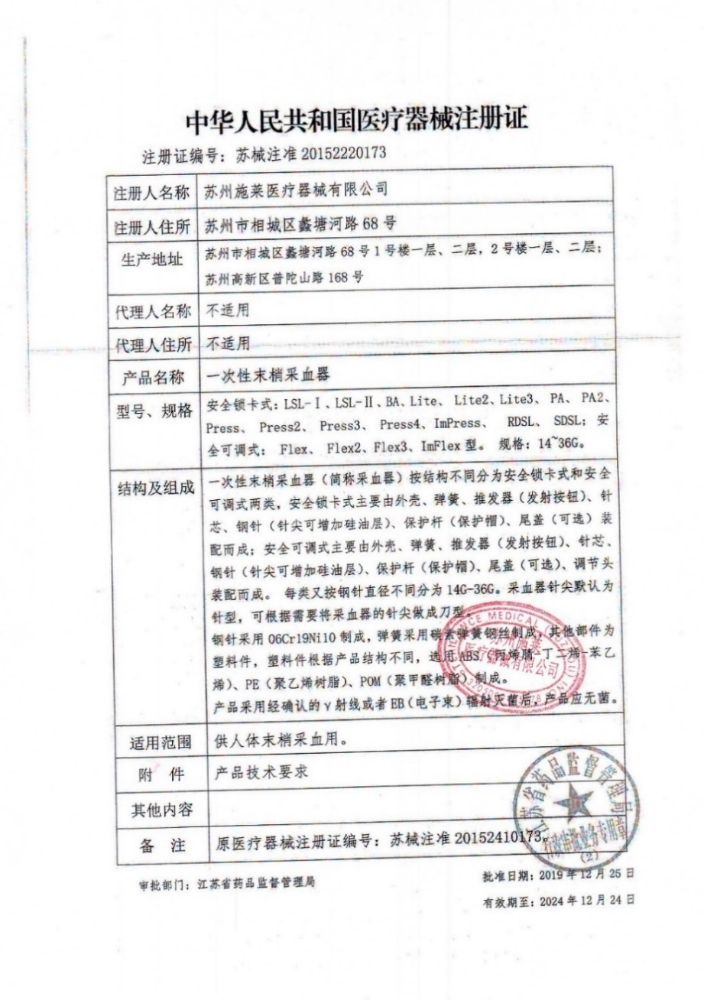 中华人民共和国医疗器械注册证
注册证编号：苏械注准 20152220173
注册人名称 苏州施莱医疗器械有限公司
注册人住所 苏州市相城区蠡塘河路 68 号
生产地址 苏州市相城区蠡塘河路 68 号 1 号楼一层、二层，2 号楼一层、二层；
苏州高新区普陀山路 168 号
代理人名称 不适用
代理人住所 不适用
产品名称 一次性末梢采血器
型号、规格 安全锁卡式：LSL-Ⅰ、LSL-Ⅱ、BA、Lite、 Lite2、Lite3、 PA、 PA2、
Press、 Press2、 Press3、 Press4、ImPress、 RDSL、 SDSL；安
全可调式： Flex、 Flex2、Flex3、ImFlex 型。 规格：14~36G。
结构及组成 一次性末梢采血器（简称采血器）按结构不同分为安全锁卡式和安全
可调式两类，安全锁卡式主要由外壳、弹簧、推发器（发射按钮）、针
芯、钢针（针尖可增加硅油层）、保护杆（保护帽）、尾盖（可选）装
配而成；安全可调式主要由外壳、弹簧、推发器（发射按钮）、针芯、
钢针（针尖可增加硅油层）、保护杆（保护帽）、尾盖（可选）、调节头
装配而成。 每类又按钢针直径不同分为 14G-36G。采血器针尖默认为
针型，可根据需要将采血器的针尖做成刀型。
钢针采用 06Cr19Ni10 制成，弹簧采用碳素弹簧钢丝制成，其他部件为
塑料件，塑料件根据产品结构不同，选用 ABS（丙烯腈-丁二烯-苯乙
烯）、PE（聚乙烯树脂）、POM（聚甲醛树脂）制成。
产品采用经确认的 γ 射线或者 EB（电子束）辐射灭菌后，产品应无菌。
苏州施莱
医疗器械有限公司
适用范围 供人体末梢采血用。
附 件 产品技术要求
其他内容
备 注 原医疗器械注册证编号：苏械注准 20152410173。
江苏省药品监督管理局
行政审批业务专用章
（2）
审批部门：江苏省药品监督管理局
批准日期：2019 年 12 月 25 日
有效期至：2024 年 12 月 24 日